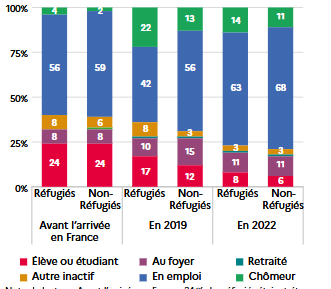 100%
4 2 22 13 14 11
75%
56 59 42 56 63 68
50%
25%
8 6 8 3 3 3
8 8 10 15 11 11
24 24 17 12 8 6
0%
Réfugiés Non- Réfugiés Non- Réfugiés Non-
Réfugiés Réfugiés Réfugiés
Avant l'arrivée En 2019 En 2022
en France
Élève ou étudiant Au foyer Retraité
Autre inactif En emploi Chômeur